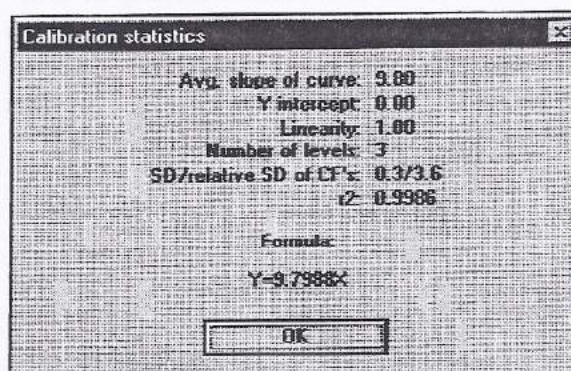 Calibration statistics
Avg. slope of curve: 9.80
Y intercept: 0.00
Linearity: 1.00
Number of levels: 3
SD/relative SD of CF's: 0.3/3.6
r2: 0.9986
Formula:
Y=9.7988X
OK